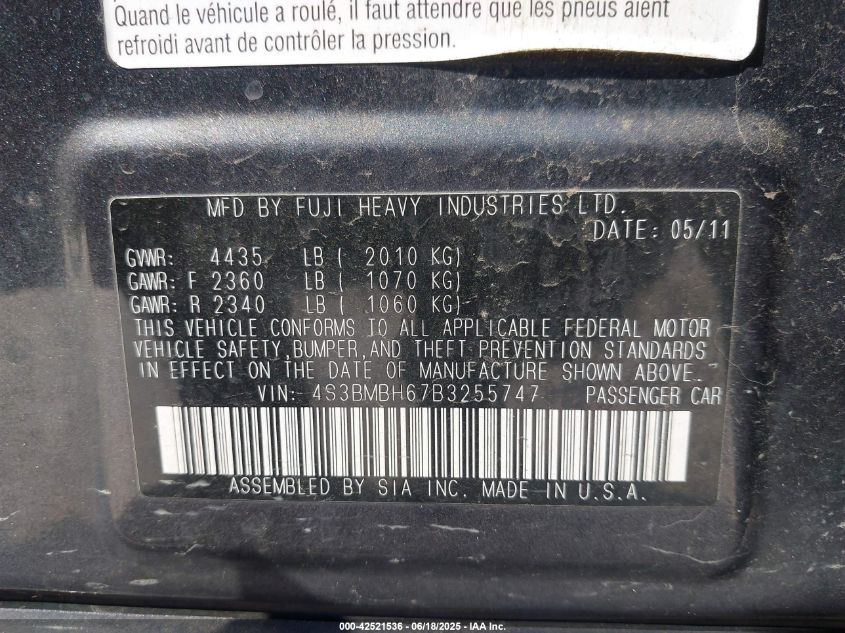 Quand le véhicule a roulé, il faut attendre que les pneus aient
refroidi avant de contrôler la pression.
MFD BY FUJI HEAVY INDUSTRIES LTD.
DATE: 05/11
GVWR: 4435 LB ( 2010 KG)
GAWR: F 2360 LB ( 1070 KG)
GAWR: R 2340 LB ( 1060 KG)
THIS VEHICLE CONFORMS TO ALL APPLICABLE FEDERAL MOTOR
VEHICLE SAFETY,BUMPER,AND THEFT PREVENTION STANDARDS
IN EFFECT ON THE DATE OF MANUFACTURE SHOWN ABOVE.
VIN: 4S3BMBH67B3255747 PASSENGER CAR
ASSEMBLED BY SIA INC. MADE IN U.S.A.
000-42521536 - 06/18/2025 - IAA Inc.